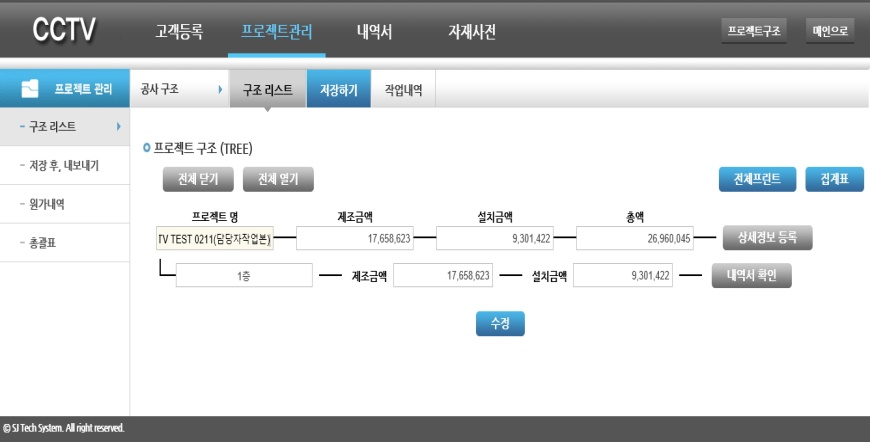 CCTV 고객등록 프로젝트관리 내역서 자재사전 프로젝트구조 메인으로
프로젝트 관리 공사 구조 구조 리스트 저장하기 작업내역
- 구조 리스트
- 저장 후, 내보내기
- 원가내역
- 총괄표
프로젝트 구조 (TREE)
전체 닫기 전체 열기 전체프린트 집계표
프로젝트 명 제조금액 설치금액 총액
TV TEST 0211(담당자작업본) 17,658,623 9,301,422 26,960,045 상세정보 등록
1층 제조금액 17,658,623 설치금액 9,301,422 내역서 확인
수정
© SJ Tech System. All right reserved.